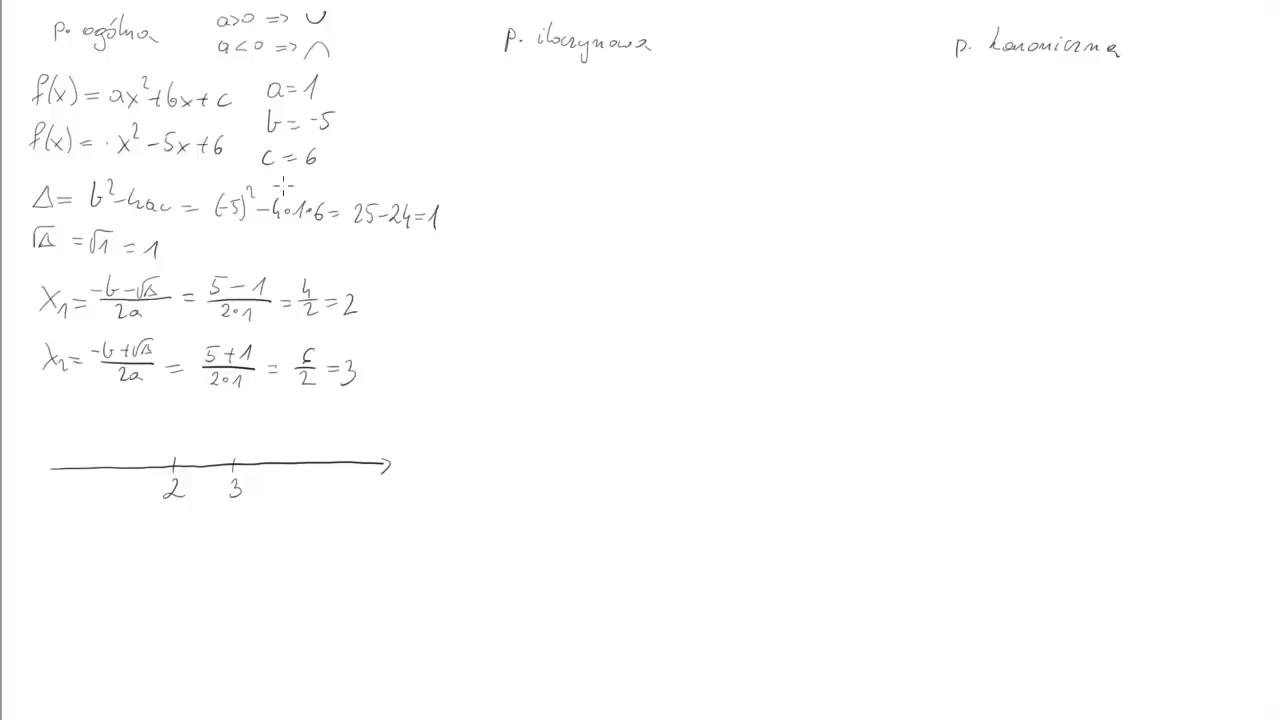 p. ogólna
a>0 => ∪
a<0 => ∩
f(x) = ax²+bx+c
f(x) = x²-5x+6
a=1
b=-5
c=6
Δ= b²-4ac = (-5)²-4•1•6= 25-24=1
√Δ =√1 = 1
x₁= (-b-√Δ)/(2a) = (5-1)/(2•1) = 4/2 = 2
x₂= (-b+√Δ)/(2a) = (5+1)/(2•1) = 6/2 = 3
2 3
p. iloczynowa
p. kanoniczna